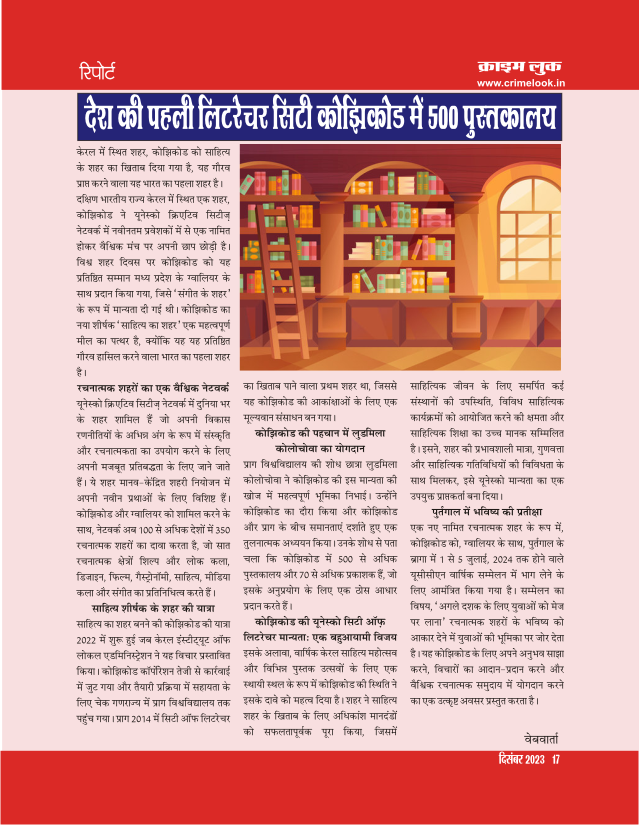 रिपोर्ट
क्राइम लुक
www.crimelook.in
देश की पहली लिटरेचर सिटी कोझिकोड में 500 पुस्तकालय
केरल में स्थित शहर, कोझिकोड को साहित्य
के शहर का खिताब दिया गया है, यह गौरव
प्राप्त करने वाला यह भारत का पहला शहर है।
दक्षिण भारतीय राज्य केरल में स्थित एक शहर,
कोझिकोड ने यूनेस्को क्रिएटिव सिटीज़
नेटवर्क में नवीनतम प्रवेशकों में से एक नामित
होकर वैश्विक मंच पर अपनी छाप छोड़ी है।
विश्व शहर दिवस पर कोझिकोड को यह
प्रतिष्ठित सम्मान मध्य प्रदेश के ग्वालियर के
साथ प्रदान किया गया, जिसे 'संगीत के शहर'
के रूप में मान्यता दी गई थी। कोझिकोड का
नया शीर्षक 'साहित्य का शहर' एक महत्वपूर्ण
मील का पत्थर है, क्योंकि यह यह प्रतिष्ठित
गौरव हासिल करने वाला भारत का पहला शहर
है।
रचनात्मक शहरों का एक वैश्विक नेटवर्क
यूनेस्को क्रिएटिव सिटीज़ नेटवर्क में दुनिया भर
के शहर शामिल हैं जो अपनी विकास
रणनीतियों के अभिन्न अंग के रूप में संस्कृति
और रचनात्मकता का उपयोग करने के लिए
अपनी मजबूत प्रतिबद्धता के लिए जाने जाते
हैं। ये शहर मानव-केंद्रित शहरी नियोजन में
अपनी नवीन प्रथाओं के लिए विशिष्ट हैं।
कोझिकोड और ग्वालियर को शामिल करने के
साथ, नेटवर्क अब 100 से अधिक देशों में 350
रचनात्मक शहरों का दावा करता है, जो सात
रचनात्मक क्षेत्रों शिल्प और लोक कला,
डिजाइन, फिल्म, गैस्ट्रोनॉमी, साहित्य, मीडिया
कला और संगीत का प्रतिनिधित्व करते हैं।
साहित्य शीर्षक के शहर की यात्रा
साहित्य का शहर बनने की कोझिकोड की यात्रा
2022 में शुरू हुई जब केरल इंस्टीट्यूट ऑफ
लोकल एडमिनिस्ट्रेशन ने यह विचार प्रस्तावित
किया। कोझिकोड कॉर्पोरेशन तेजी से कार्रवाई
में जुट गया और तैयारी प्रक्रिया में सहायता के
लिए चेक गणराज्य में प्राग विश्वविद्यालय तक
पहुंच गया। प्राग 2014 में सिटी ऑफ लिटरेचर
का खिताब पाने वाला प्रथम शहर था, जिससे
यह कोझिकोड की आकांक्षाओं के लिए एक
मूल्यवान संसाधन बन गया।
कोझिकोड की पहचान में लुडमिला
कोलोचोवा का योगदान
प्राग विश्वविद्यालय की शोध छात्रा लुडमिला
कोलोचोवा ने कोझिकोड को इस मान्यता की
खोज में महत्वपूर्ण भूमिका निभाई। उन्होंने
कोझिकोड का दौरा किया और कोझिकोड
और प्राग के बीच समानताएं दर्शाते हुए एक
तुलनात्मक अध्ययन किया। उनके शोध से पता
चला कि कोझिकोड में 500 से अधिक
पुस्तकालय और 70 से अधिक प्रकाशक हैं, जो
इसके अनुप्रयोग के लिए एक ठोस आधार
प्रदान करते हैं।
कोझिकोड की यूनेस्को सिटी ऑफ़
लिटरेचर मान्यता: एक बहुआयामी विजय
इसके अलावा, वार्षिक केरल साहित्य महोत्सव
और विभिन्न पुस्तक उत्सवों के लिए एक
स्थायी स्थल के रूप में कोझिकोड की स्थिति ने
इसके दावे को महत्व दिया है। शहर ने साहित्य
शहर के खिताब के लिए अधिकांश मानदंडों
को सफलतापूर्वक पूरा किया, जिसमें
साहित्यिक जीवन के लिए समर्पित कई
संस्थानों की उपस्थिति, विविध साहित्यिक
कार्यक्रमों को आयोजित करने की क्षमता और
साहित्यिक शिक्षा का उच्च मानक सम्मिलित
है। इसने, शहर की प्रभावशाली मात्रा, गुणवत्ता
और साहित्यिक गतिविधियों की विविधता के
साथ मिलकर, इसे यूनेस्को मान्यता का एक
उपयुक्त प्राप्तकर्ता बना दिया।
पुर्तगाल में भविष्य की प्रतीक्षा
एक नए नामित रचनात्मक शहर के रूप में,
कोझिकोड को, ग्वालियर के साथ, पुर्तगाल के
ब्रागा में 1 से 5 जुलाई, 2024 तक होने वाले
यूसीसीएन वार्षिक सम्मेलन में भाग लेने के
लिए आमंत्रित किया गया है। सम्मेलन का
विषय, 'अगले दशक के लिए युवाओं को मेज
पर लाना' रचनात्मक शहरों के भविष्य को
आकार देने में युवाओं की भूमिका पर जोर देता
है। यह कोझिकोड के लिए अपने अनुभव साझा
करने, विचारों का आदान-प्रदान करने और
वैश्विक रचनात्मक समुदाय में योगदान करने
का एक उत्कृष्ट अवसर प्रस्तुत करता है।
वेबवार्ता
दिसंबर 2023 17